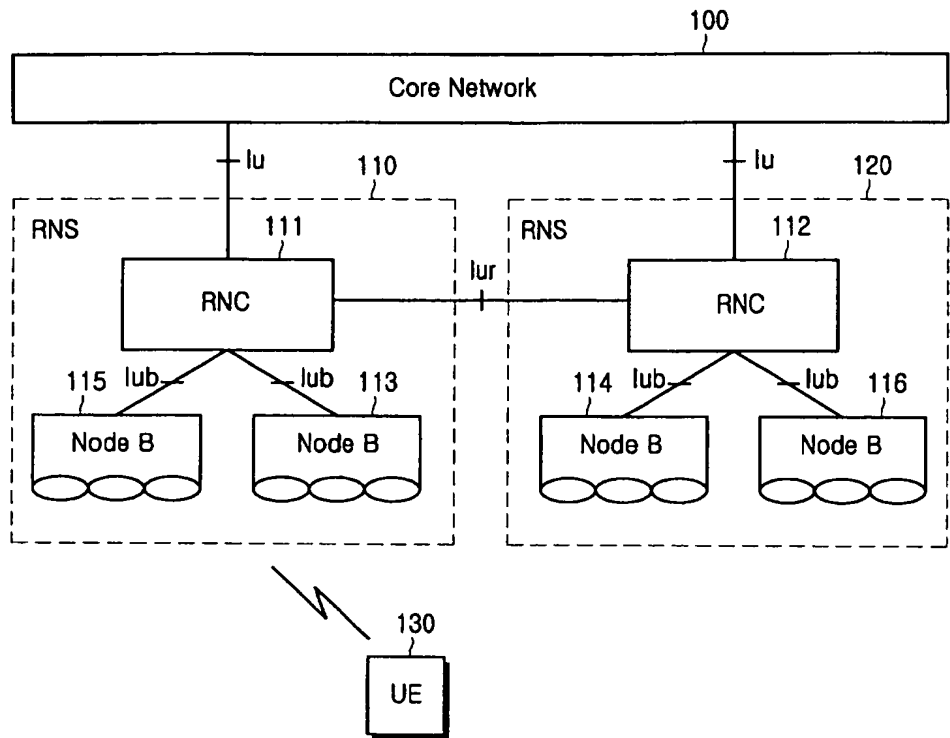 100
Core Network
Iu
Iu
110
120
RNS
RNS
111
112
RNC
Iur
RNC
115
Iub
Iub
113
114
Iub
Iub
116
Node B
Node B
Node B
Node B
130
UE